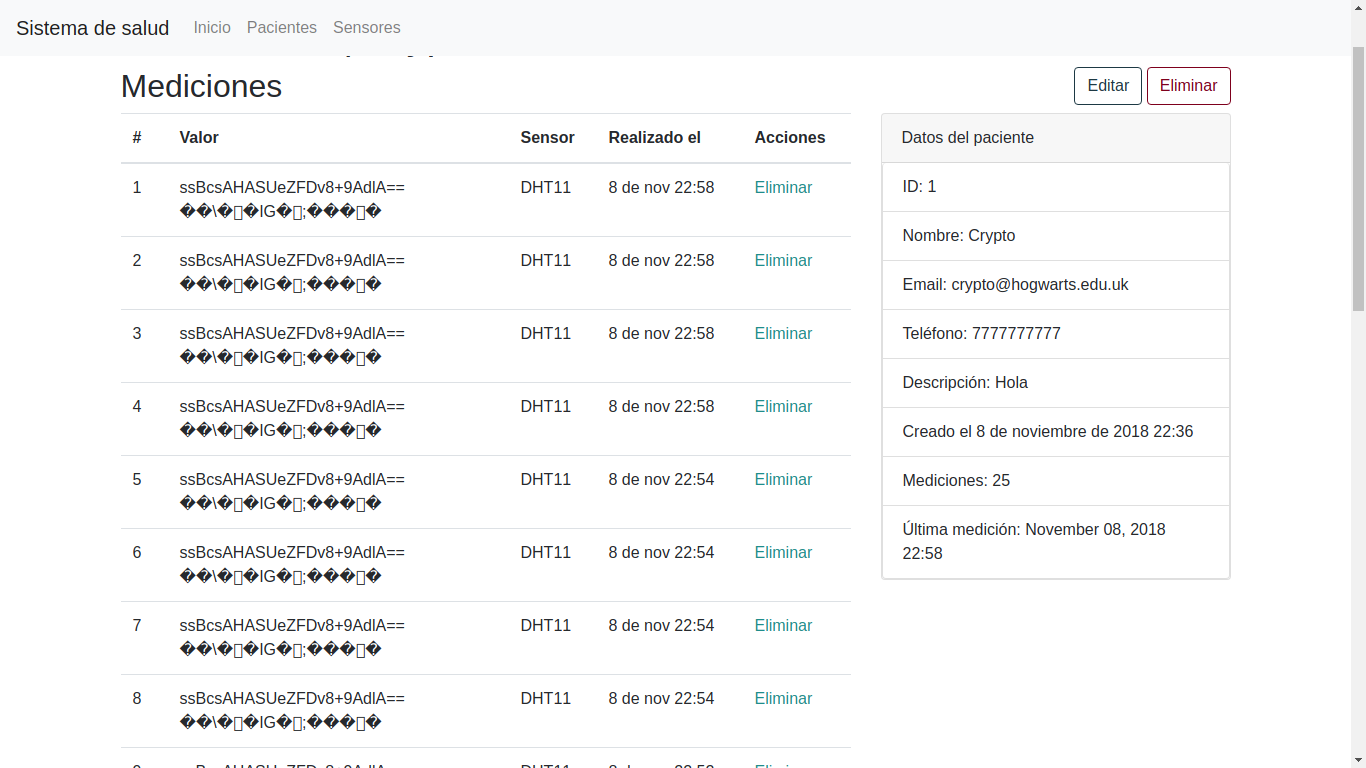 Sistema de salud Inicio Pacientes Sensores
Mediciones
Editar Eliminar
# Valor Sensor Realizado el Acciones
1 ssBcsAHASUeZFDv8+9AdlA== DHT11 8 de nov 22:58 Eliminar
��\�▯�IG�▯;���▯�
2 ssBcsAHASUeZFDv8+9AdlA== DHT11 8 de nov 22:58 Eliminar
��\�▯�IG�▯;���▯�
3 ssBcsAHASUeZFDv8+9AdlA== DHT11 8 de nov 22:58 Eliminar
��\�▯�IG�▯;���▯�
4 ssBcsAHASUeZFDv8+9AdlA== DHT11 8 de nov 22:58 Eliminar
��\�▯�IG�▯;���▯�
5 ssBcsAHASUeZFDv8+9AdlA== DHT11 8 de nov 22:54 Eliminar
��\�▯�IG�▯;���▯�
6 ssBcsAHASUeZFDv8+9AdlA== DHT11 8 de nov 22:54 Eliminar
��\�▯�IG�▯;���▯�
7 ssBcsAHASUeZFDv8+9AdlA== DHT11 8 de nov 22:54 Eliminar
��\�▯�IG�▯;���▯�
8 ssBcsAHASUeZFDv8+9AdlA== DHT11 8 de nov 22:54 Eliminar
��\�▯�IG�▯;���▯�
Datos del paciente
ID: 1
Nombre: Crypto
Email: crypto@hogwarts.edu.uk
Teléfono: 7777777777
Descripción: Hola
Creado el 8 de noviembre de 2018 22:36
Mediciones: 25
Última medición: November 08, 2018
22:58